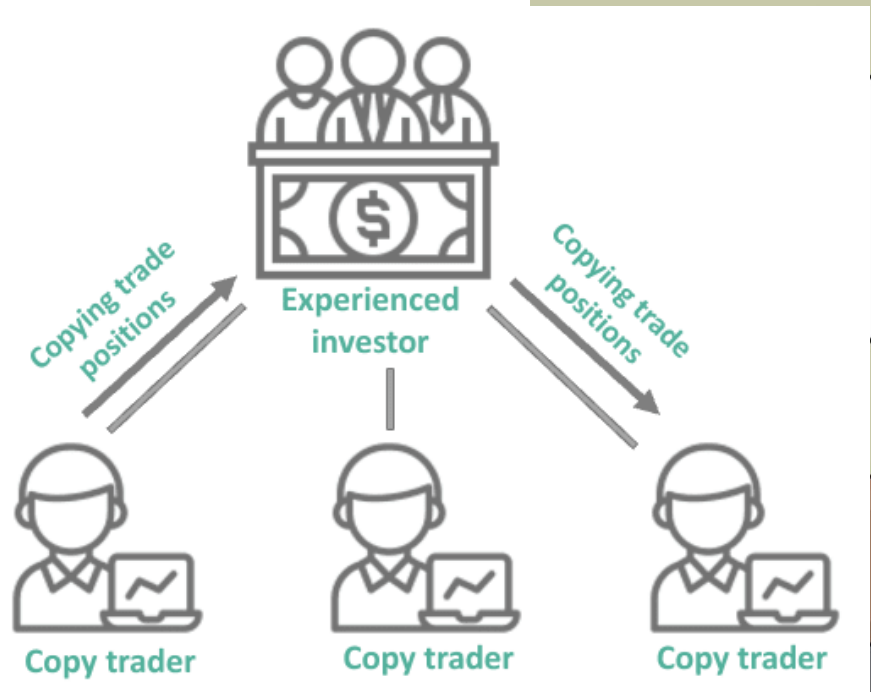 Copying trade
positions
Copying trade
positions
$
Experienced
investor
Copy trader
Copy trader
Copy trader